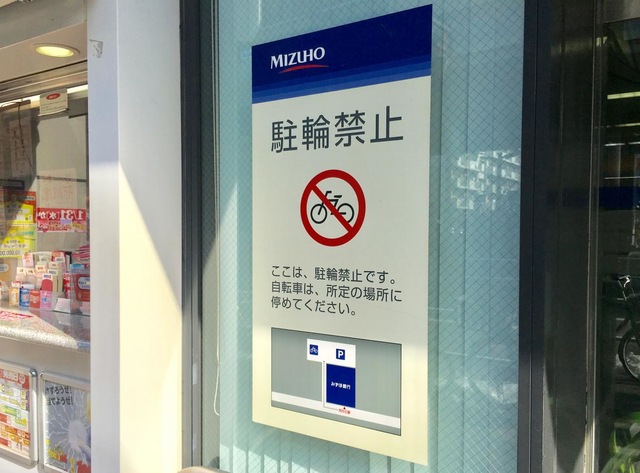 MIZUHO
駐輪禁止
ここは、駐輪禁止です。
自転車は、所定の場所に
停めてください。
P
みずほ銀行